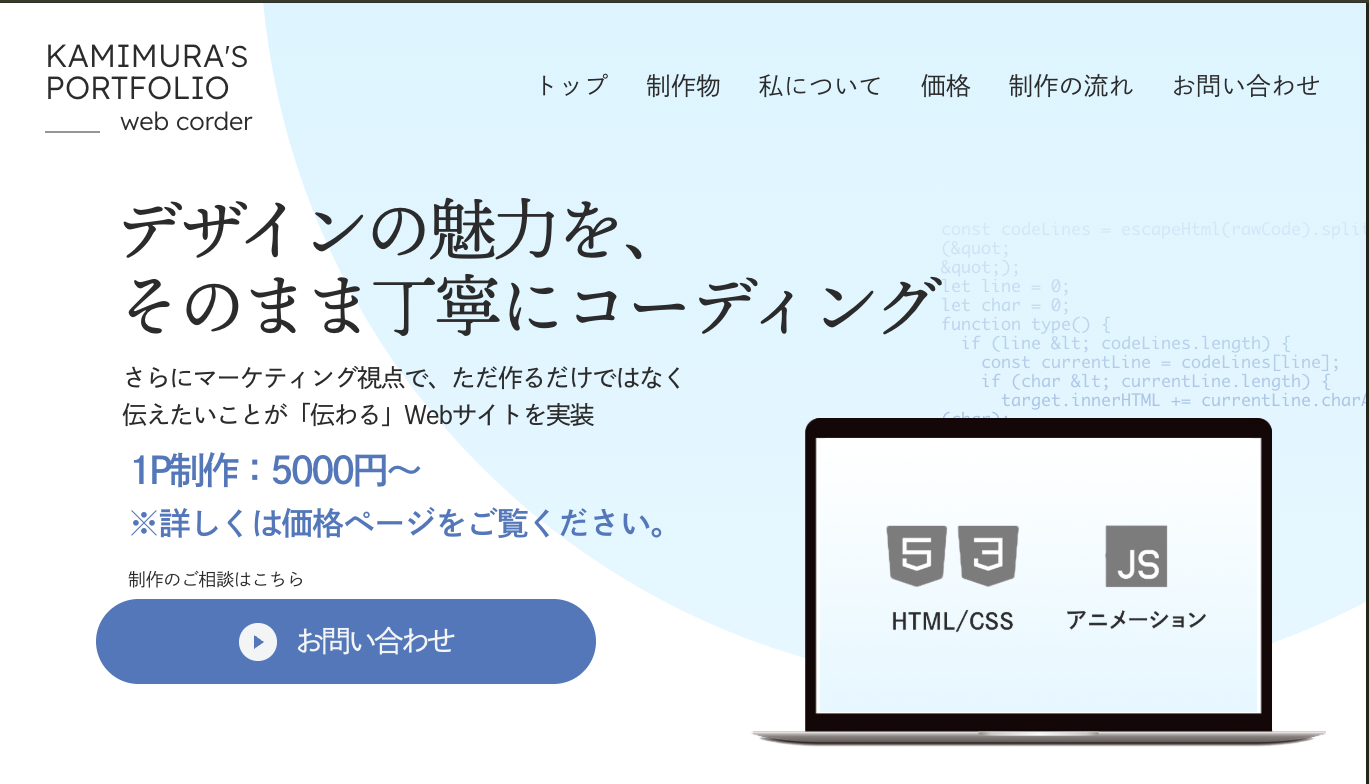 KAMIMURA'S
PORTFOLIO
web corder
トップ 制作物 私について 価格 制作の流れ お問い合わせ
デザインの魅力を、
そのまま丁寧にコーディング
さらにマーケティング視点で、ただ作るだけではなく
伝えたいことが「伝わる」Webサイトを実装
1P制作：5000円〜
※詳しくは価格ページをご覧ください。
制作のご相談はこちら
お問い合わせ
const codeLines = escapeHtml(rawCode).split
(&quot;
&quot;);
let line = 0;
let char = 0;
function type() {
if (line &lt; codeLines.length) {
const currentLine = codeLines[line];
if (char &lt; currentLine.length) {
target.innerHTML += currentLine.charA
(char);
5 3 JS
HTML/CSS アニメーション